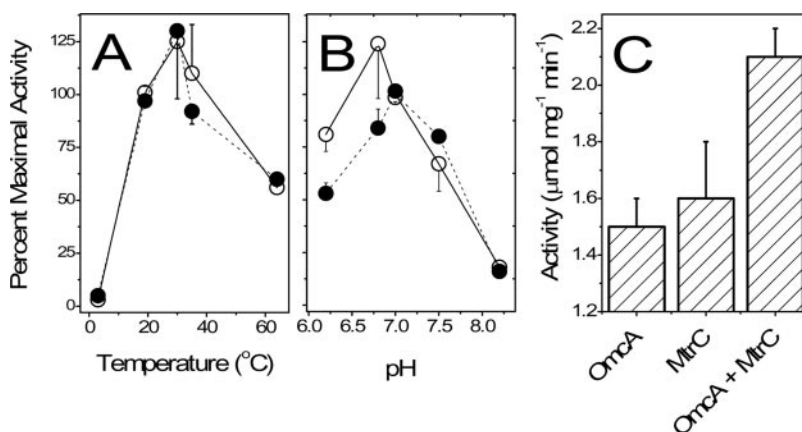 A
B
C
Percent Maximal Activity
125
100
75
50
25
0
0 20 40 60
Temperature (°C)
6.0 6.5 7.0 7.5 8.0
pH
Activity (μmol mg⁻¹ min⁻¹)
2.2
2.0
1.8
1.6
1.4
1.2
OmcA
MtrC
OmcA + MtrC